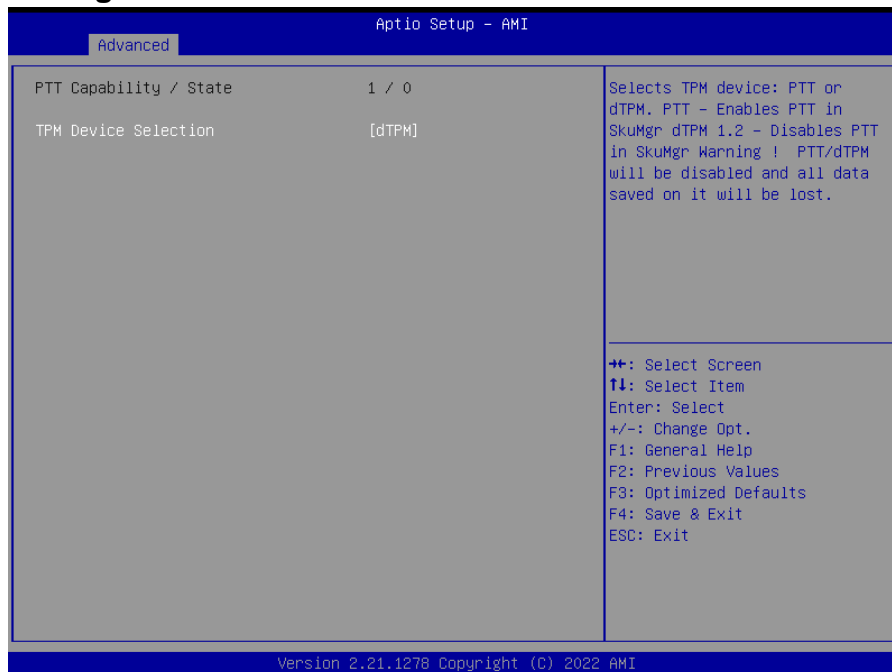 Aptio Setup - AMI
Advanced
PTT Capability / State 1 / 0
TPM Device Selection [dTPM]
Selects TPM device: PTT or
dTPM. PTT - Enables PTT in
SkuMgr dTPM 1.2 - Disables PTT
in SkuMgr Warning ! PTT/dTPM
will be disabled and all data
saved on it will be lost.
→←: Select Screen
↑↓: Select Item
Enter: Select
+/-: Change Opt.
F1: General Help
F2: Previous Values
F3: Optimized Defaults
F4: Save & Exit
ESC: Exit
Version 2.21.1278 Copyright (C) 2022 AMI